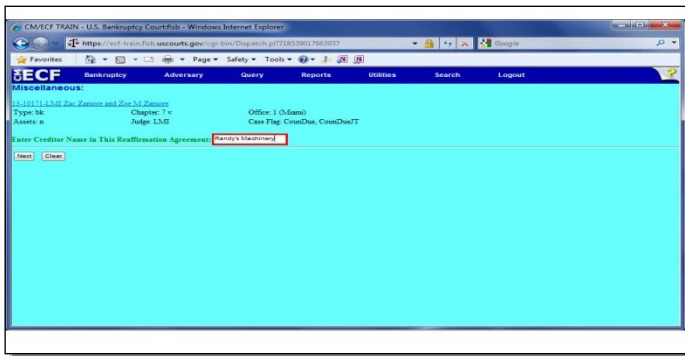 CM/ECF TRAIN - U.S. Bankruptcy Court:flsb - Windows Internet Explorer
https://ecf-train.flsb.uscourts.gov/cgi-bin/Dispatch.pl?718539017663937
Google
Favorites
Page
Safety
Tools
ECF
Bankruptcy
Adversary
Query
Reports
Utilities
Search
Logout
?
Miscellaneous:
13-10171-LMI Zac Zamore and Zoe M Zamore
Type: bk
Chapter: 7 v
Office: 1 (Miami)
Assets: n
Judge: LMI
Case Flag: CounDue, CounDueJT
Enter Creditor Name in This Reaffirmation Agreement: Randy's Machinery
Next
Clear